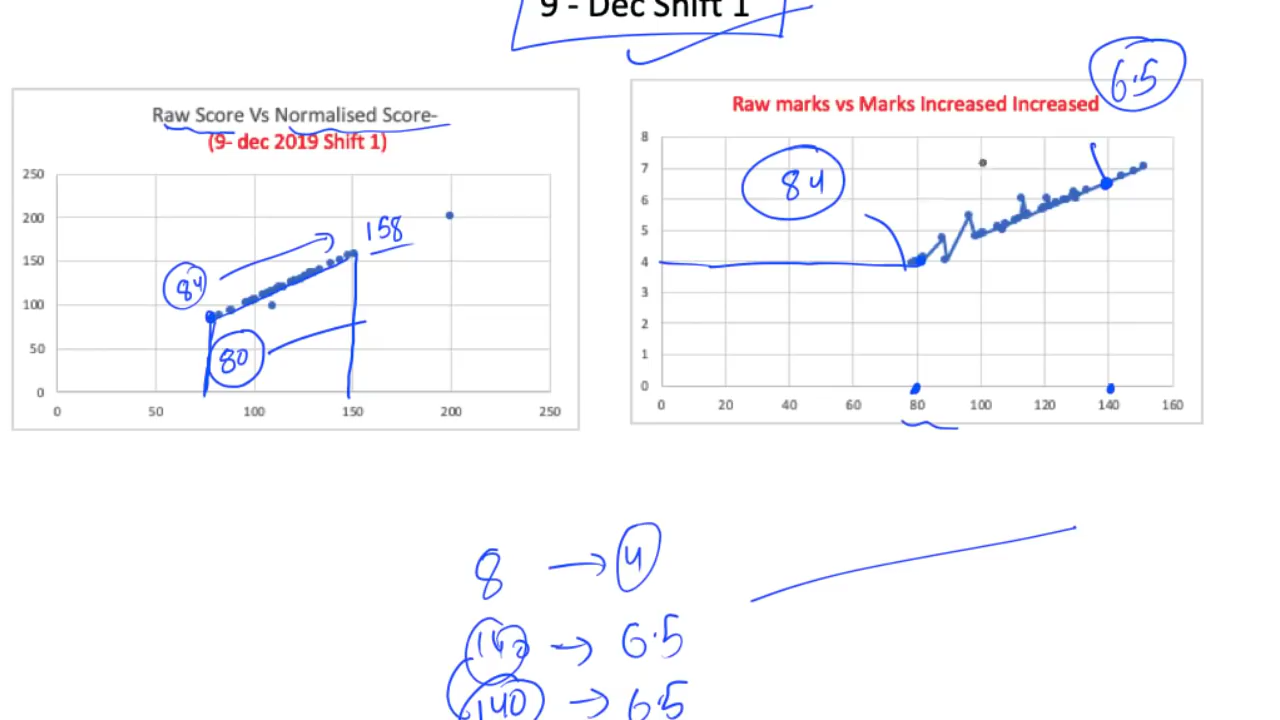 9 - Dec Shift 1
Raw Score Vs Normalised Score-
(9- dec 2019 Shift 1)
250
200
150
100
50
0
0 50 100 150 200 250
84
158
80
Raw marks vs Marks Increased Increased
6.5
8
7
6
5
4
3
2
1
0
0 20 40 60 80 100 120 140 160
84
8 → 4
→ 6.5
140 → 6.5